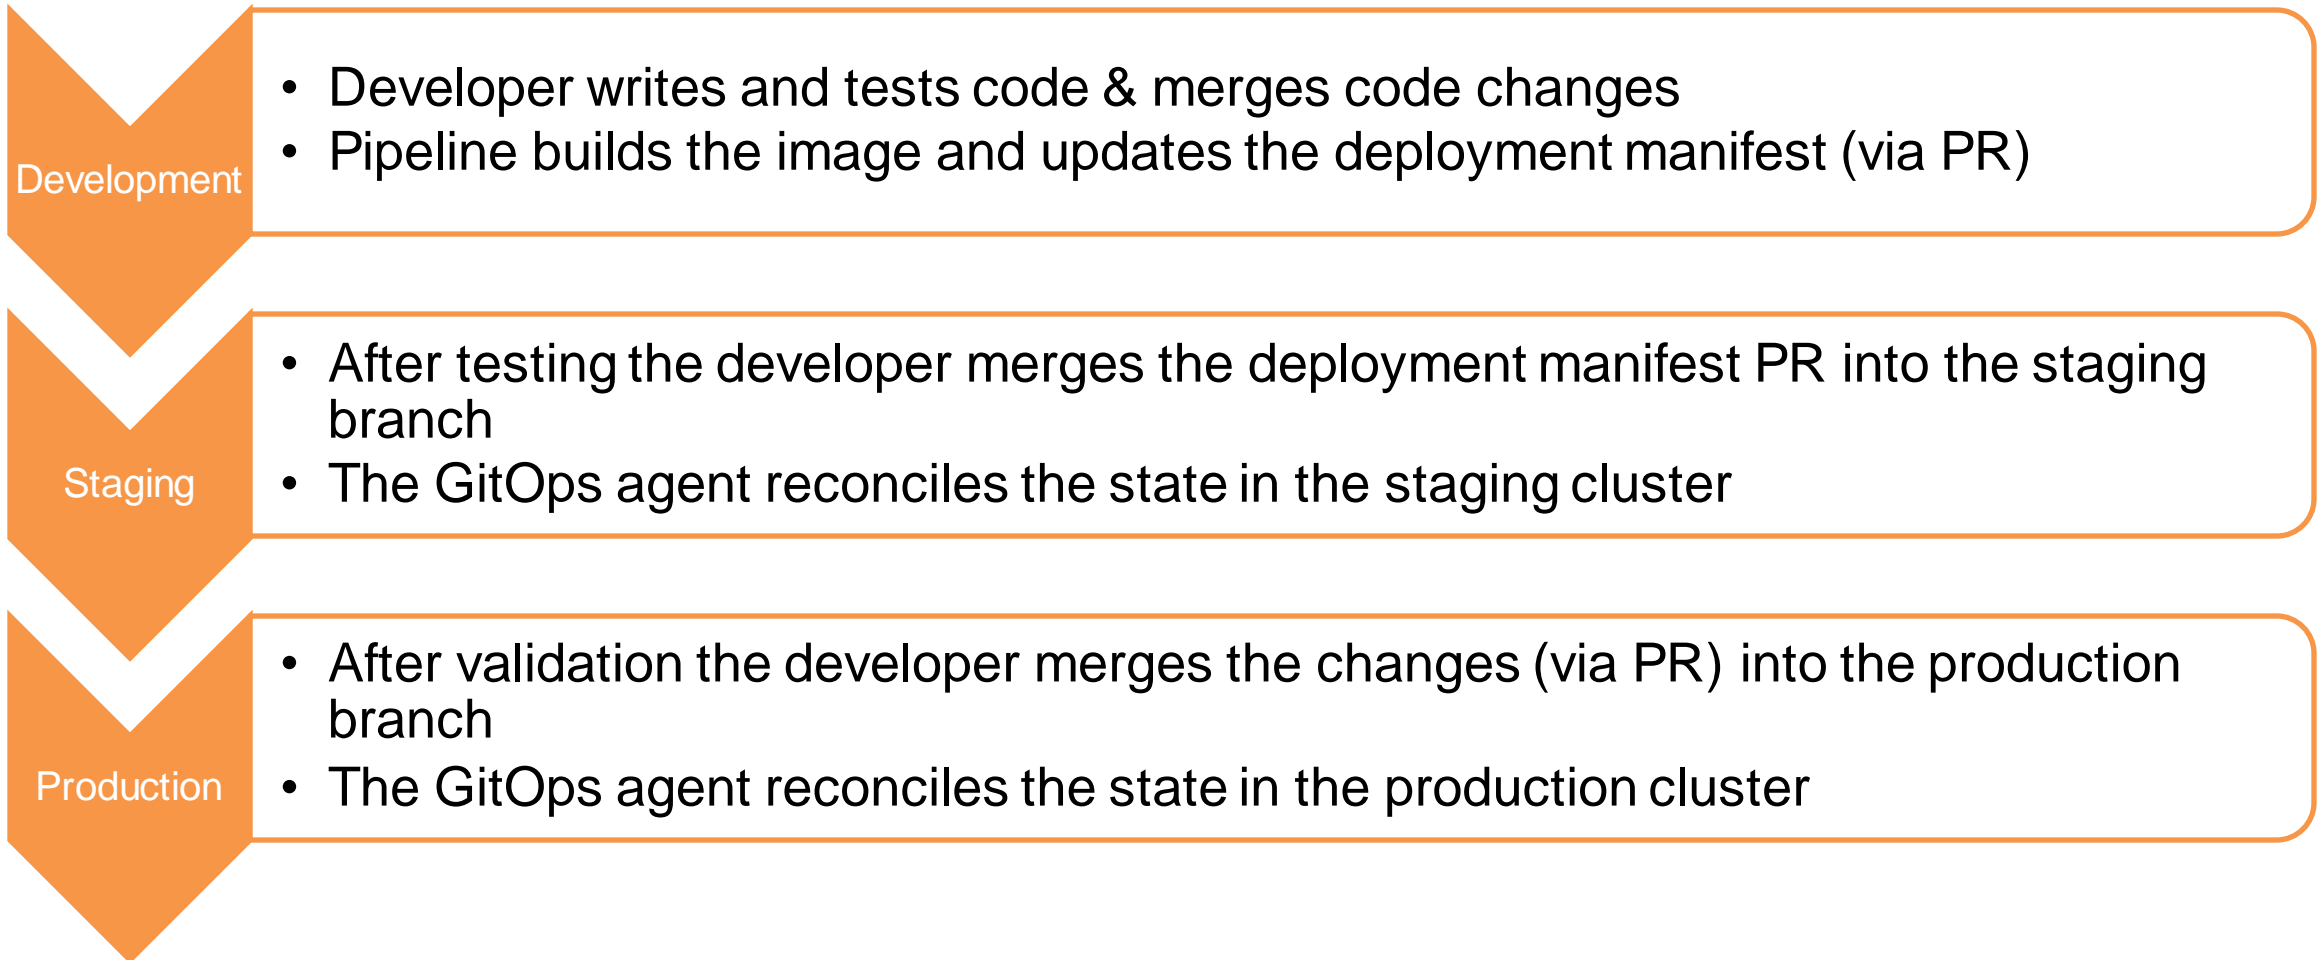 Development
• Developer writes and tests code & merges code changes
• Pipeline builds the image and updates the deployment manifest (via PR)
Staging
• After testing the developer merges the deployment manifest PR into the staging
branch
• The GitOps agent reconciles the state in the staging cluster
Production
• After validation the developer merges the changes (via PR) into the production
branch
• The GitOps agent reconciles the state in the production cluster